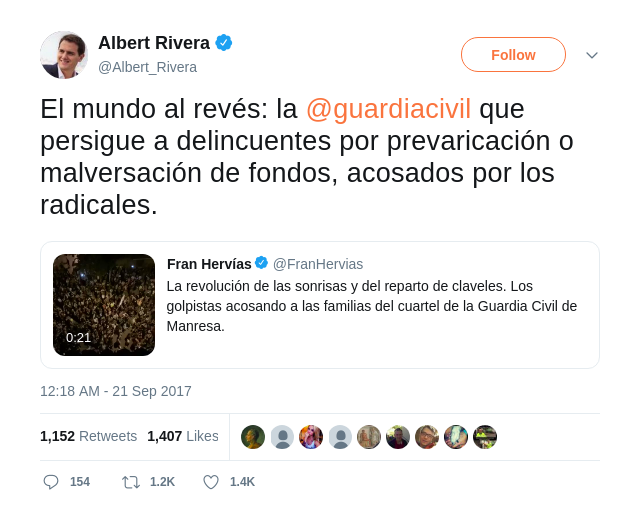 Albert Rivera
@Albert_Rivera
Follow
El mundo al revés: la @guardiacivil que
persigue a delincuentes por prevaricación o
malversación de fondos, acosados por los
radicales.
Fran Hervías @FranHervias
La revolución de las sonrisas y del reparto de claveles. Los
golpistas acosando a las familias del cuartel de la Guardia Civil de
Manresa.
0:21
12:18 AM - 21 Sep 2017
1,152 Retweets 1,407 Likes
154 1.2K 1.4K